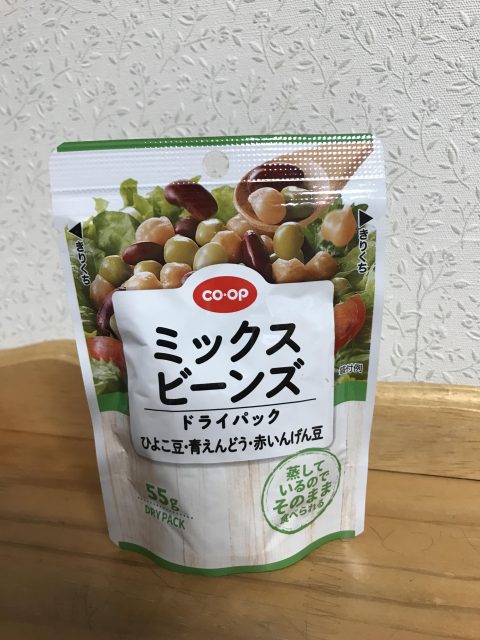 きりくち
きりくち
co・op
ミックス
ビーンズ
盛付例
ドライパック
ひよこ豆・青えんどう・赤いんげん豆
55g
DRY PACK
蒸して
いるので
そのまま
食べられる